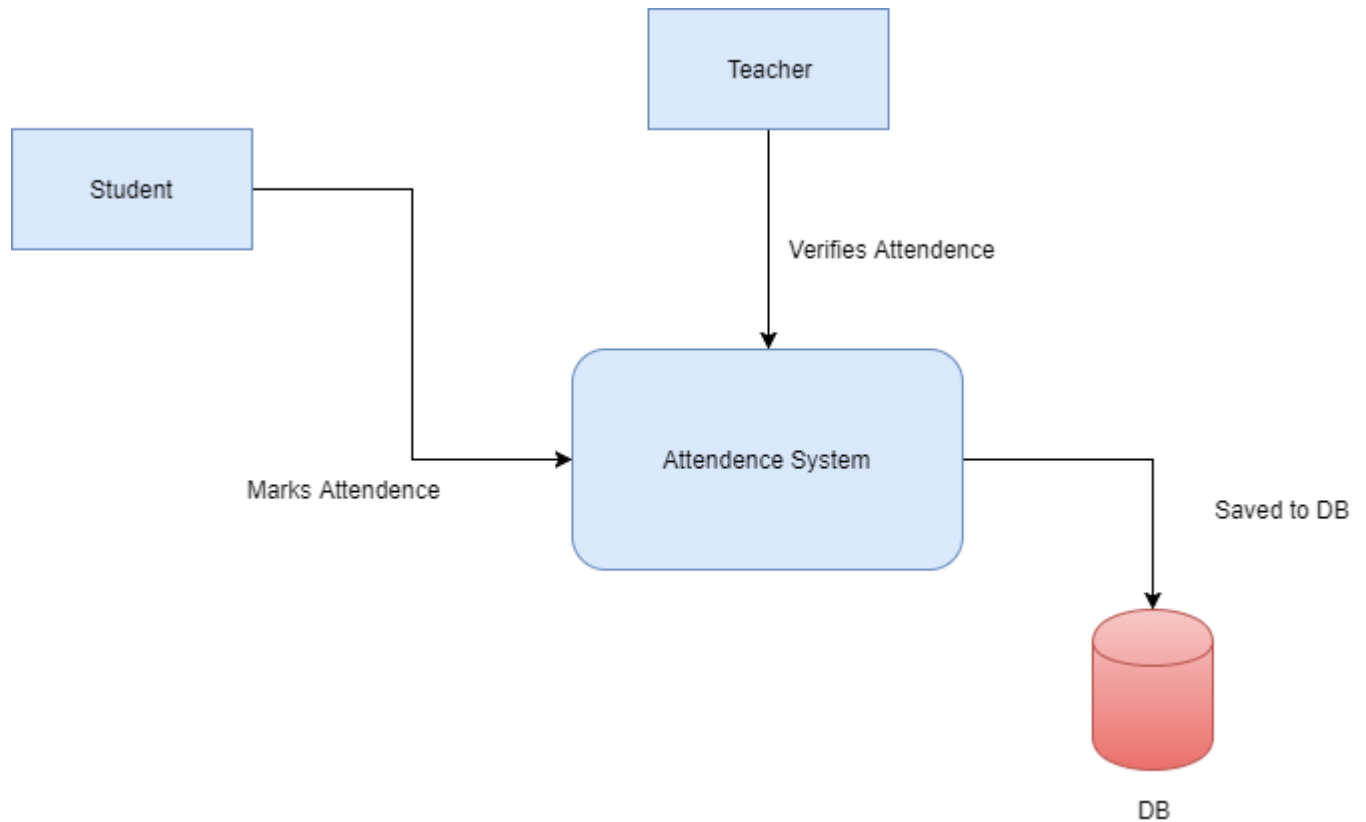 Teacher
Student
Verifies Attendence
Attendence System
Marks Attendence
Saved to DB
DB